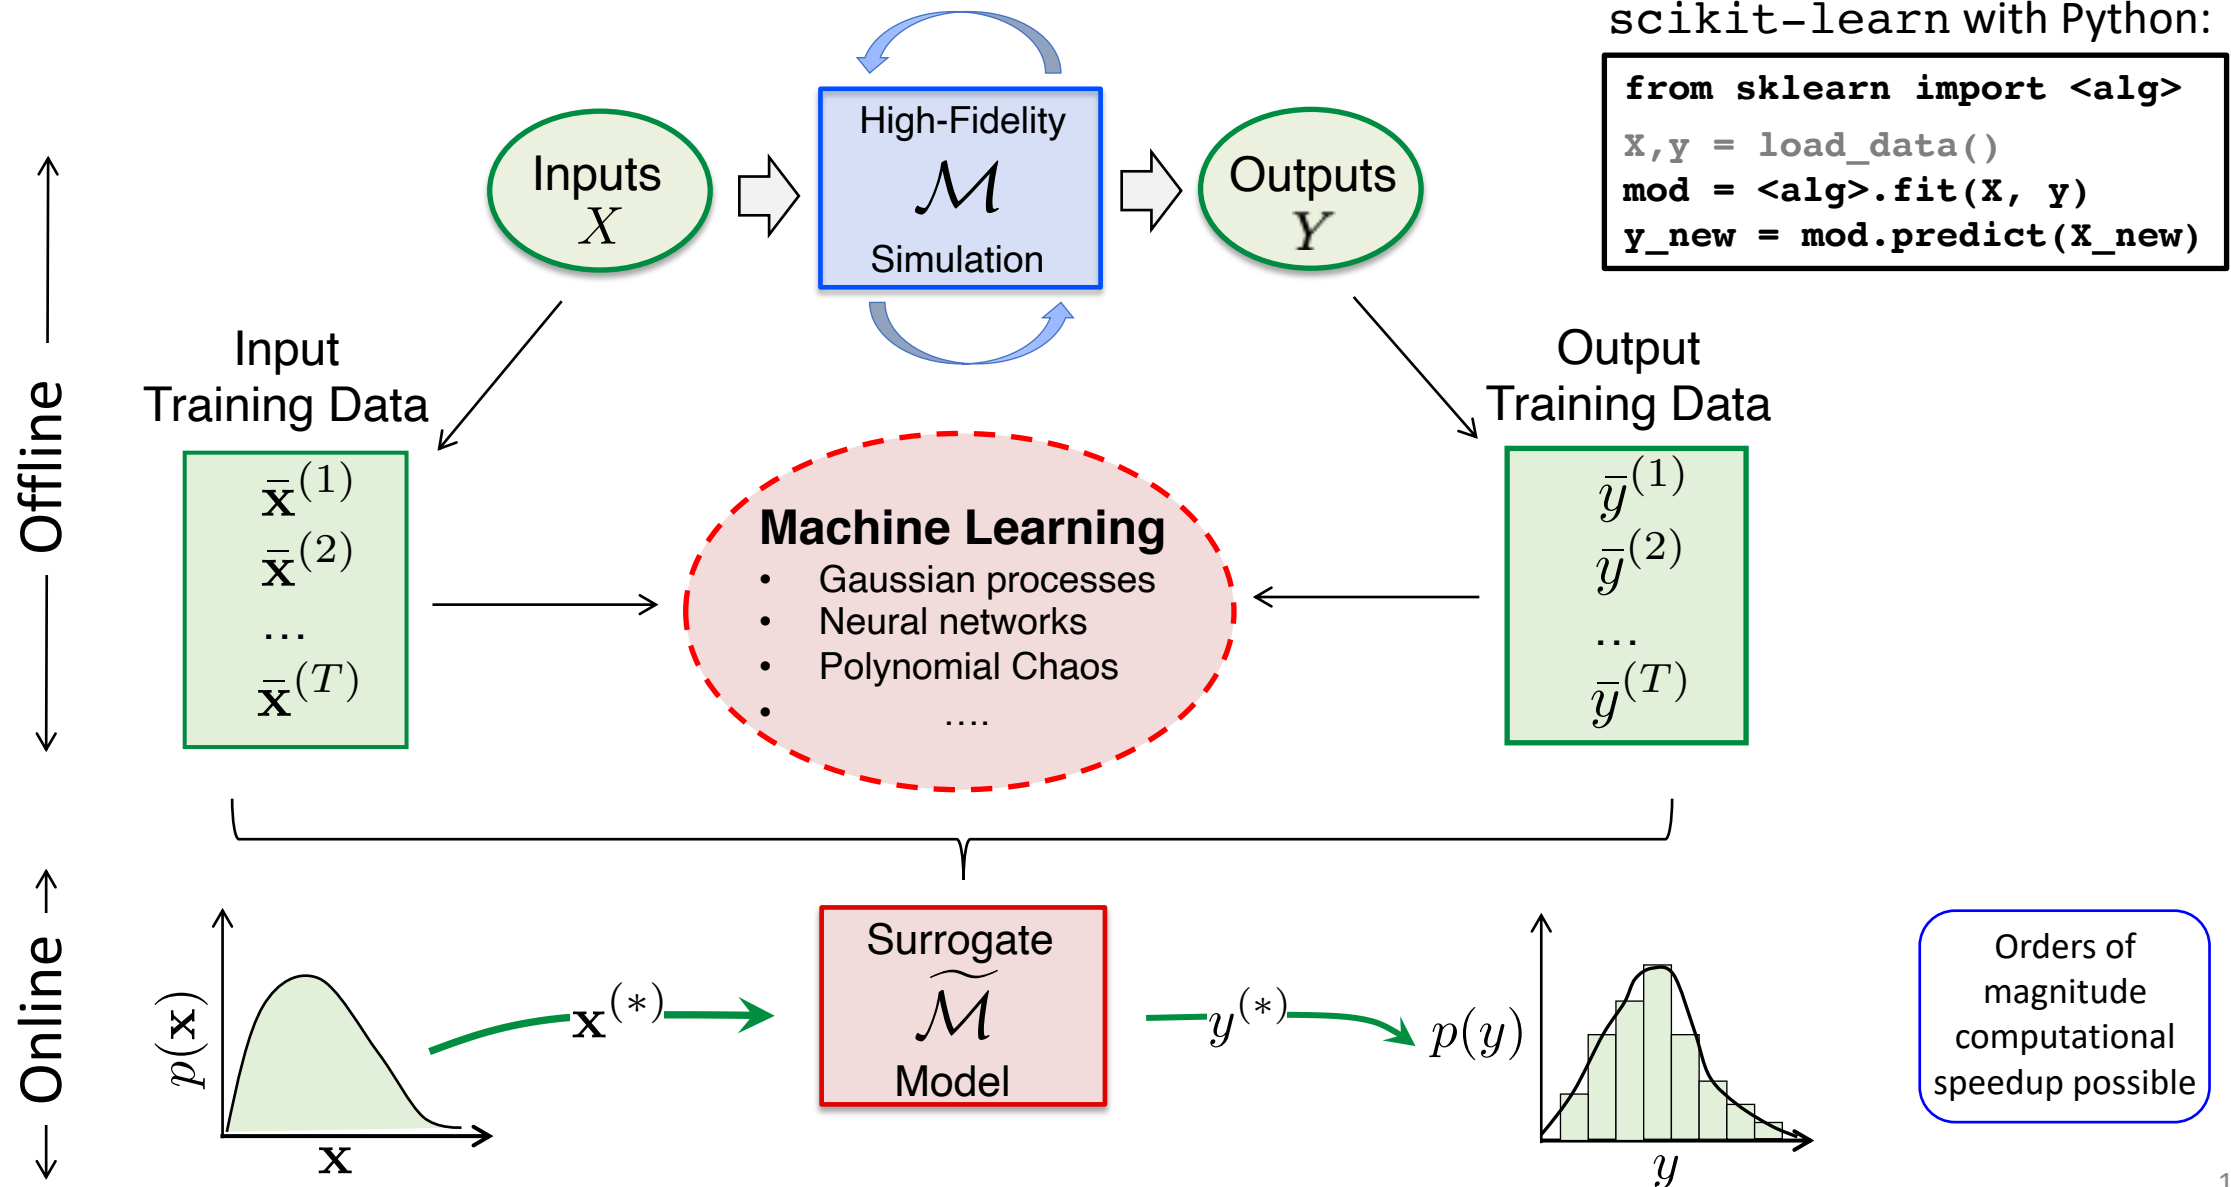 scikit-learn with Python:
from sklearn import <alg>
X,y = load_data()
mod = <alg>.fit(X, y)
y_new = mod.predict(X_new)
Inputs
X
High-Fidelity
ℳ
Simulation
Outputs
Y
Offline
Input
Training Data
x̄^(1)
x̄^(2)
...
x̄^(T)
Machine Learning
• Gaussian processes
• Neural networks
• Polynomial Chaos
• ....
Output
Training Data
ȳ^(1)
ȳ^(2)
...
ȳ^(T)
Online
p(x)
x
x^(*)
Surrogate
ℳ̃
Model
y^(*)
p(y)
y
Orders of
magnitude
computational
speedup possible
1